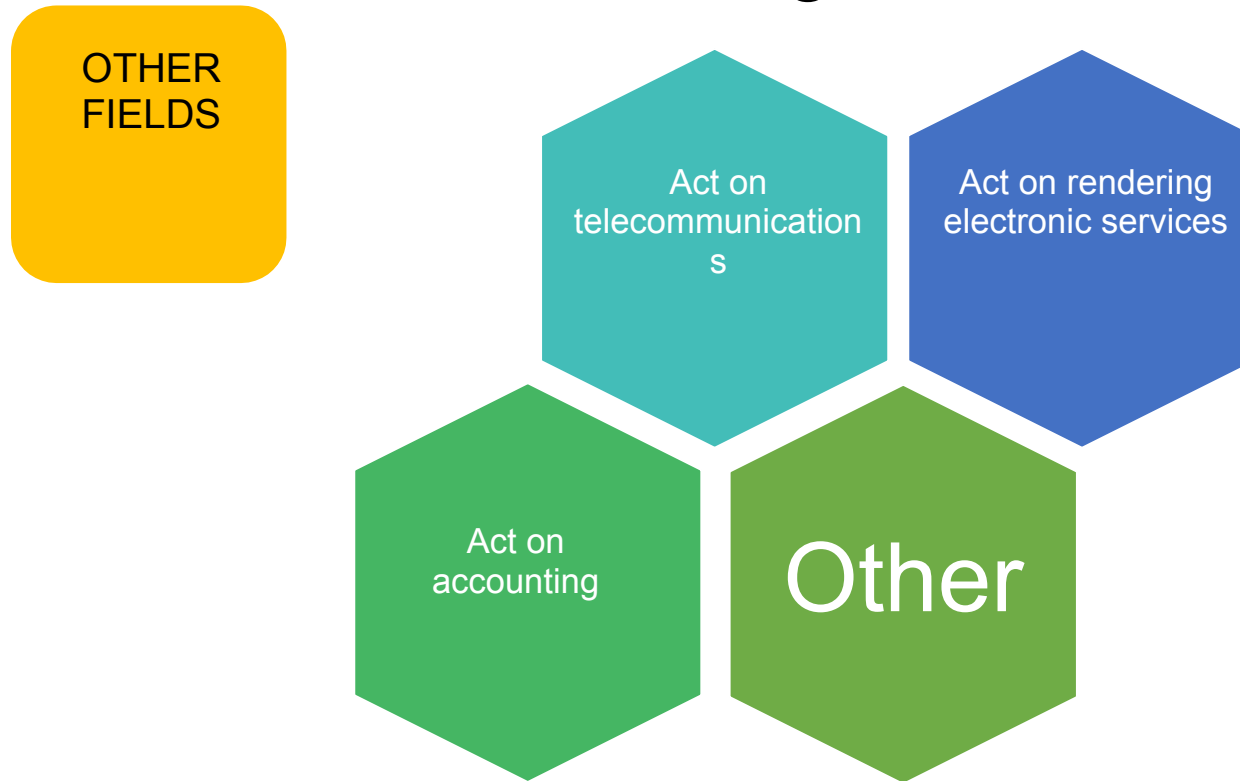 OTHER
FIELDS
Act on
telecommunication
s
Act on rendering
electronic services
Act on
accounting
Other